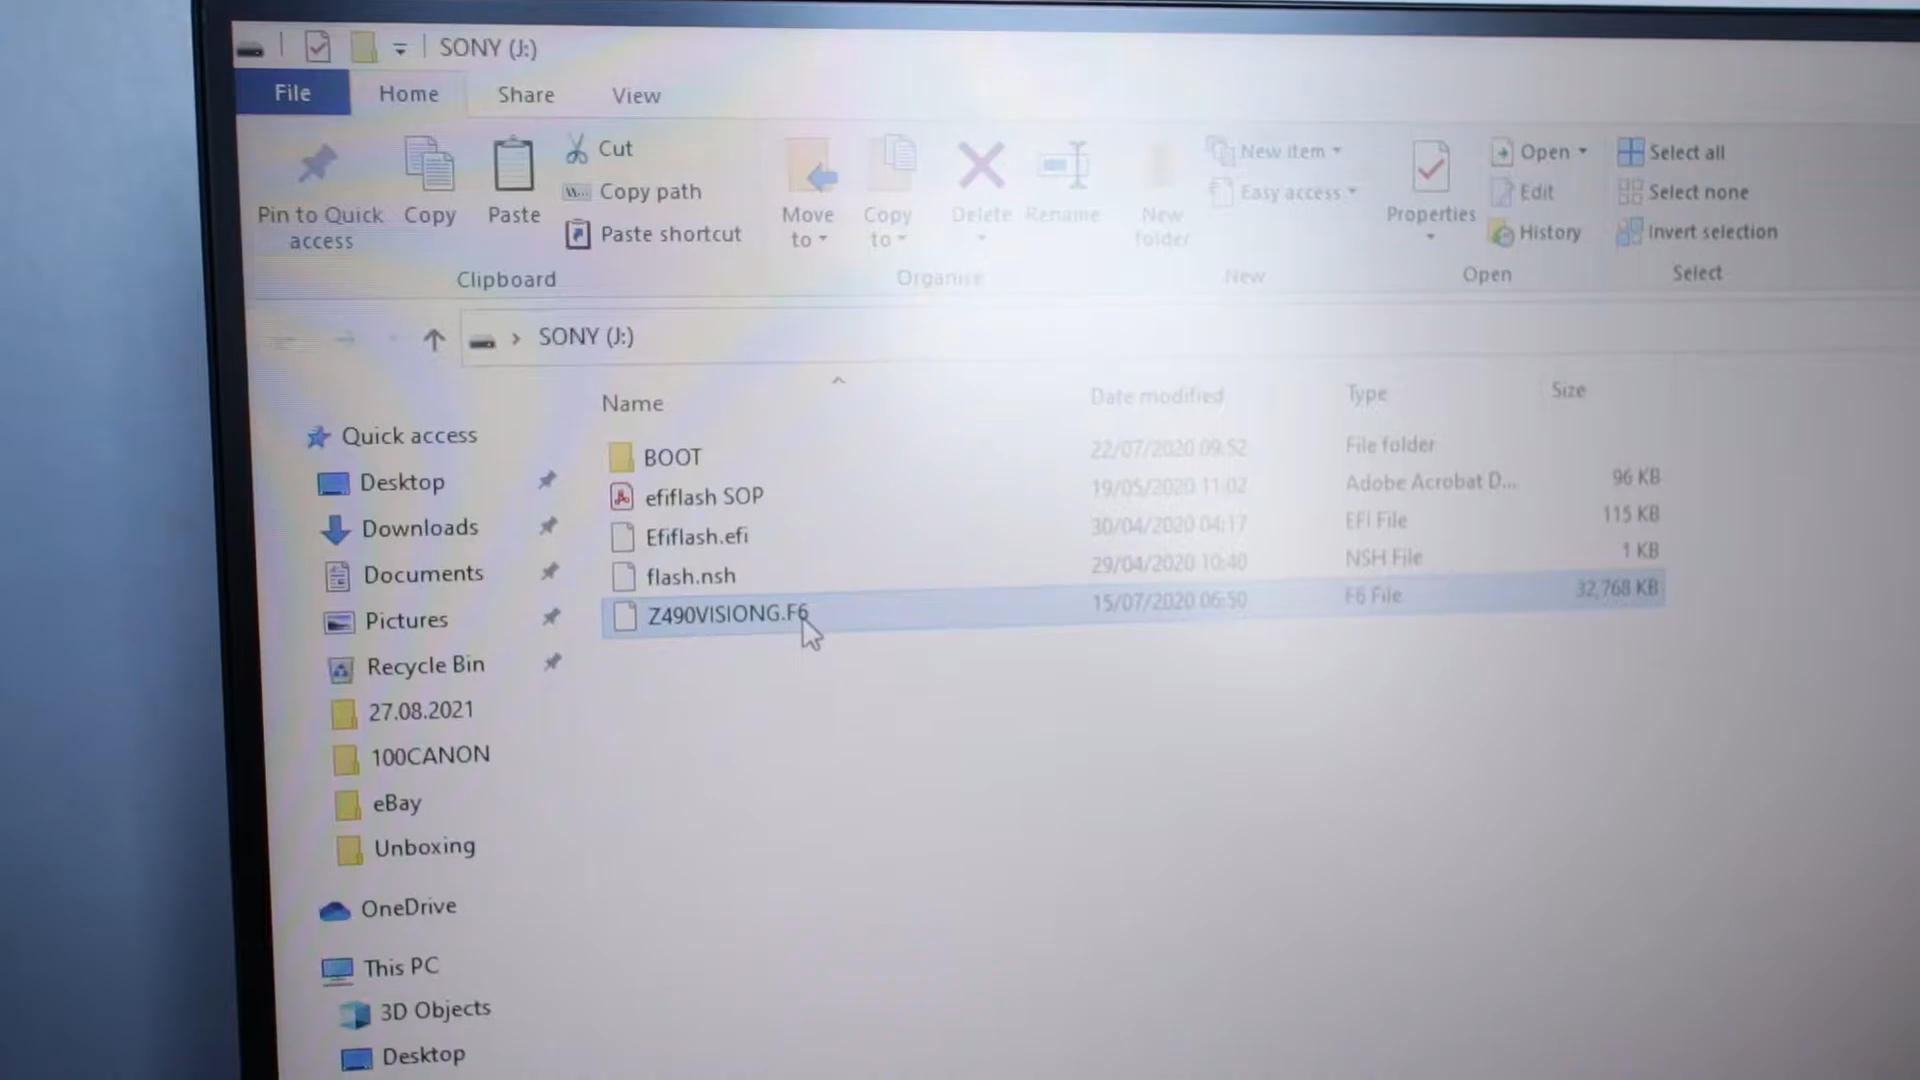 SONY (J:)
File Home Share View
Pin to Quick access
Copy
Paste
Cut
Copy path
Paste shortcut
Clipboard
Move to
Copy to
Delete
Rename
Organise
New folder
New item
Easy access
New
Properties
Open
Edit
History
Open
Select all
Select none
Invert selection
Select
SONY (J:)
Name Date modified Type Size
BOOT 22/07/2020 09:52 File folder
efiflash SOP 19/05/2020 11:02 Adobe Acrobat D... 96 KB
Efiflash.efi 30/04/2020 04:17 EFI File 115 KB
flash.nsh 29/04/2020 10:40 NSH File 1 KB
Z490VISIONG.F6 15/07/2020 06:50 F6 File 32,768 KB
Quick access
Desktop
Downloads
Documents
Pictures
Recycle Bin
27.08.2021
100CANON
eBay
Unboxing
OneDrive
This PC
3D Objects
Desktop